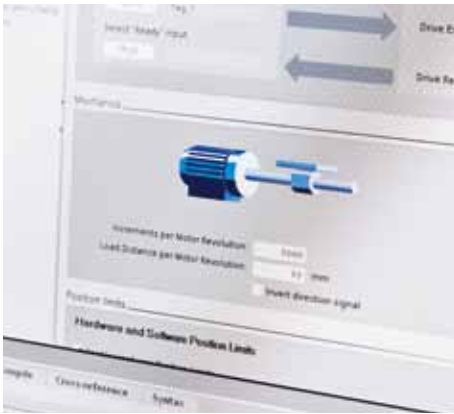 Select "Ready" input
Drive E
Drive Re
Mechanics
Increments per Motor Revolution
Load Distance per Motor Revolution
mm
Invert direction signal
Position limits
Hardware and Software Position Limits
Cross-reference
Syntax